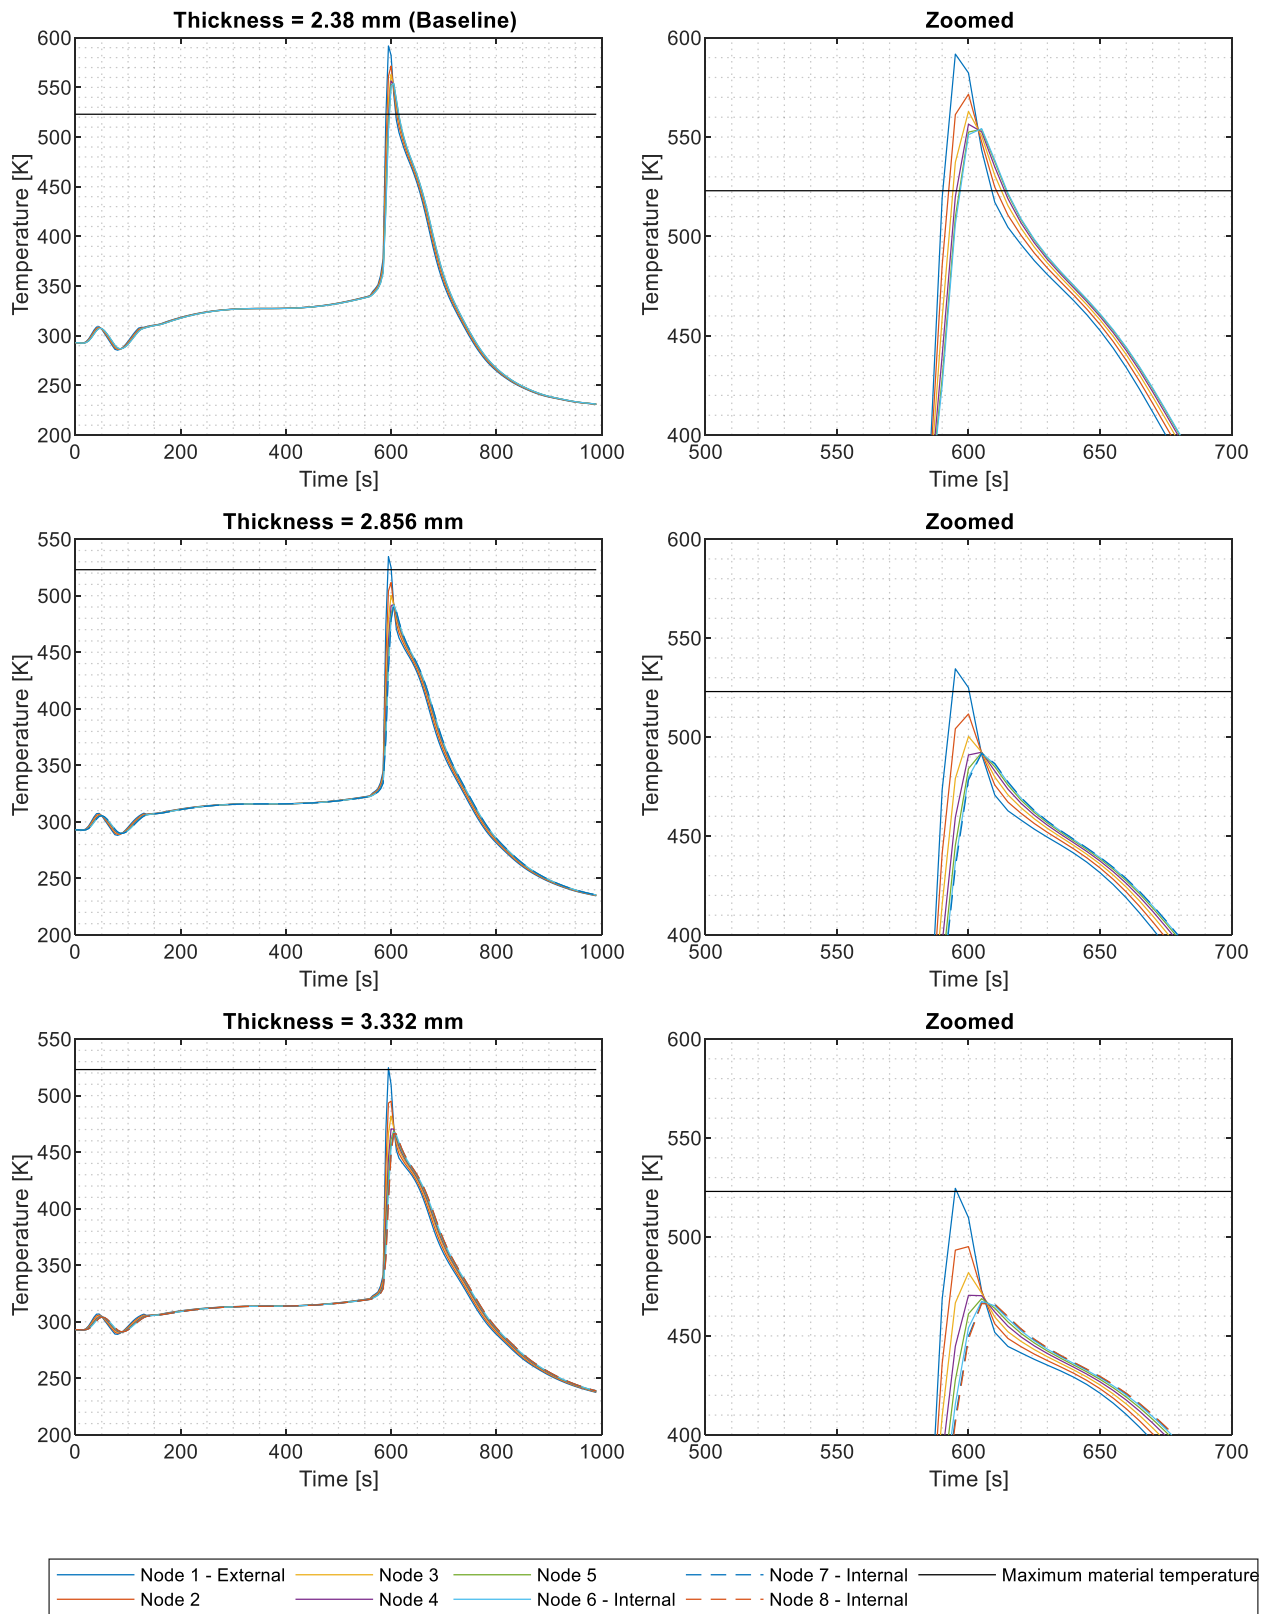 Thickness = 2.38 mm (Baseline)
600
550
500
450
400
350
300
250
200
Temperature [K]
0 200 400 600 800 1000
Time [s]
Zoomed
600
550
500
450
400
Temperature [K]
500 550 600 650 700
Time [s]
Thickness = 2.856 mm
550
500
450
400
350
300
250
200
Temperature [K]
0 200 400 600 800 1000
Time [s]
Zoomed
600
550
500
450
400
Temperature [K]
500 550 600 650 700
Time [s]
Thickness = 3.332 mm
550
500
450
400
350
300
250
200
Temperature [K]
0 200 400 600 800 1000
Time [s]
Zoomed
600
550
500
450
400
Temperature [K]
500 550 600 650 700
Time [s]
Node 1 - External Node 3 Node 5 Node 7 - Internal Maximum material temperature
Node 2 Node 4 Node 6 - Internal Node 8 - Internal